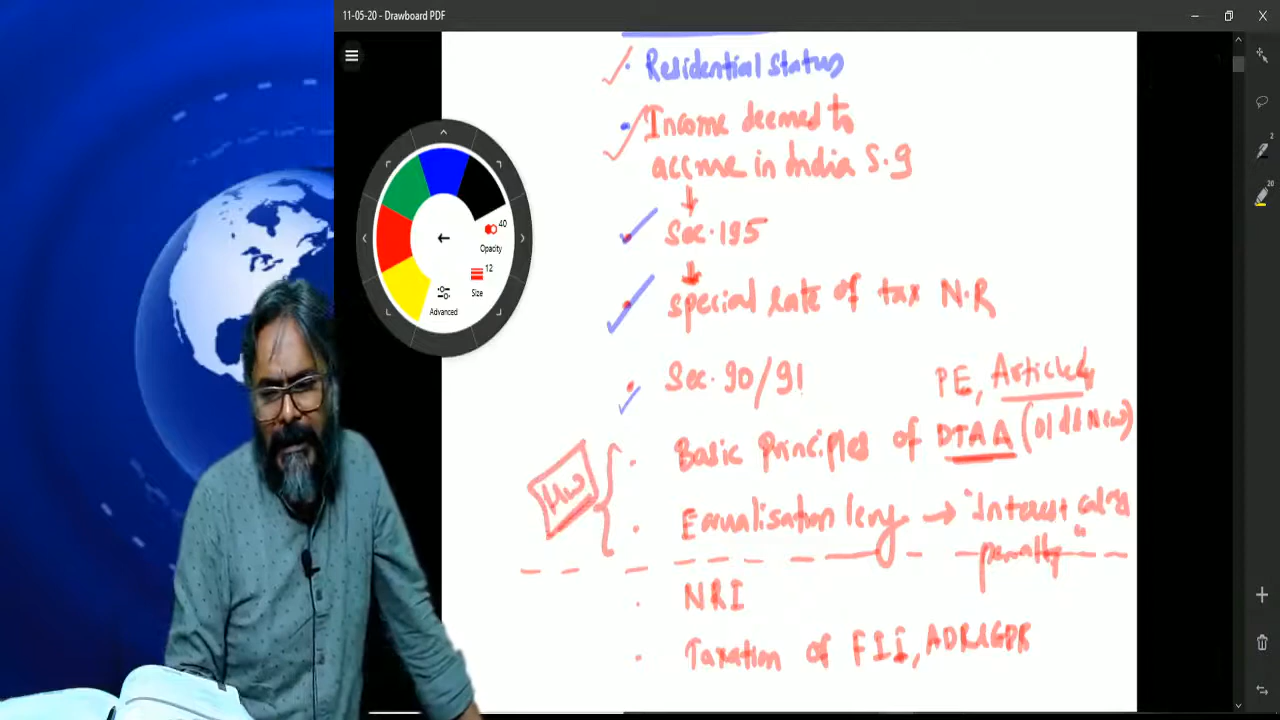 11-05-20 - Drawboard PDF
Residential Status
Income deemed to
accrue in India S.9
40
Opacity
12
Size
Advanced
Sec. 195
Special rate of tax N.R
Sec. 90/91
PE, Articles
Basic Principles of DTAA (Old & New)
HW
Equalisation levy → "Interest
penalty"
NRI
Taxation of FII, ADR & GDR
2
20